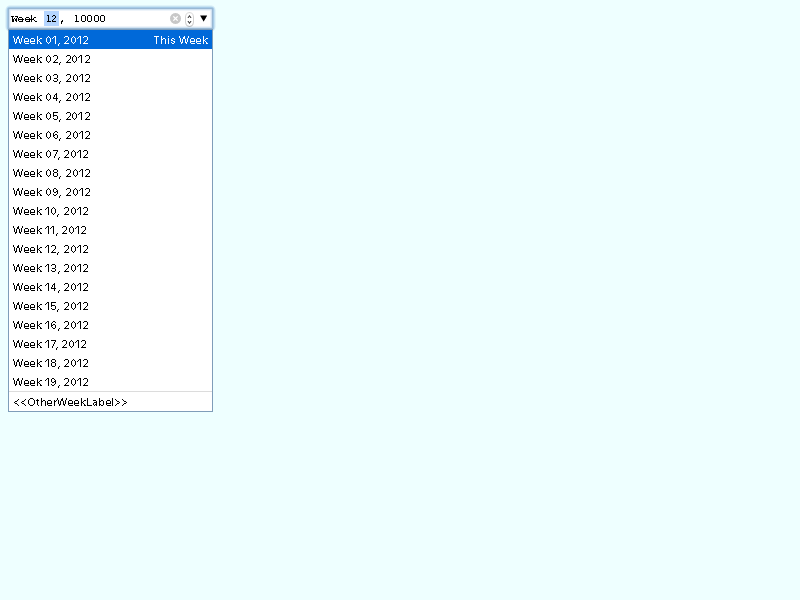 Week 12, 10000
Week 01, 2012 This Week
Week 02, 2012
Week 03, 2012
Week 04, 2012
Week 05, 2012
Week 06, 2012
Week 07, 2012
Week 08, 2012
Week 09, 2012
Week 10, 2012
Week 11, 2012
Week 12, 2012
Week 13, 2012
Week 14, 2012
Week 15, 2012
Week 16, 2012
Week 17, 2012
Week 18, 2012
Week 19, 2012
<<OtherWeekLabel>>